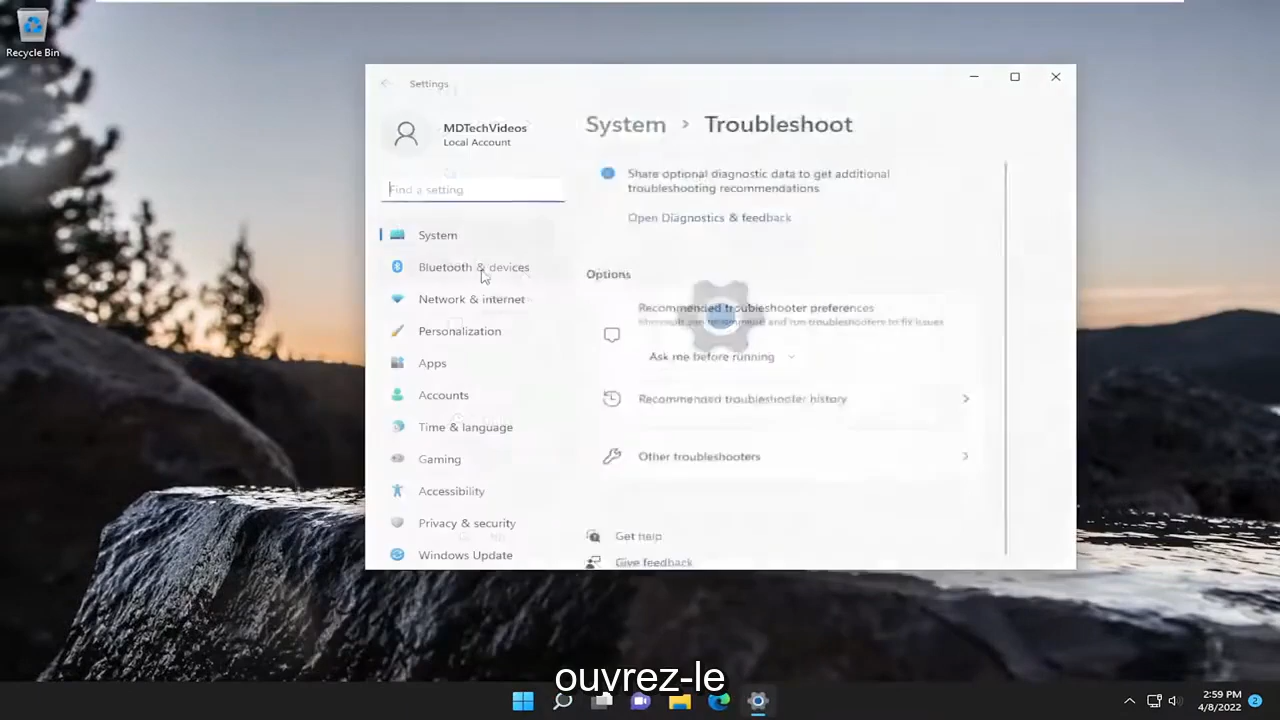 Recycle Bin
Settings
MDTechVideos
Local Account
Find a setting
System
Bluetooth & devices
Network & internet
Personalization
Apps
Accounts
Time & language
Gaming
Accessibility
Privacy & security
Windows Update
System › Troubleshoot
Share optional diagnostic data to get additional
troubleshooting recommendations
Open Diagnostics & feedback
Options
Recommended troubleshooter preferences
Ask me before running
Recommended troubleshooter history
Other troubleshooters
Get help
Give feedback
ouvrez-le
2:59 PM
4/8/2022
2